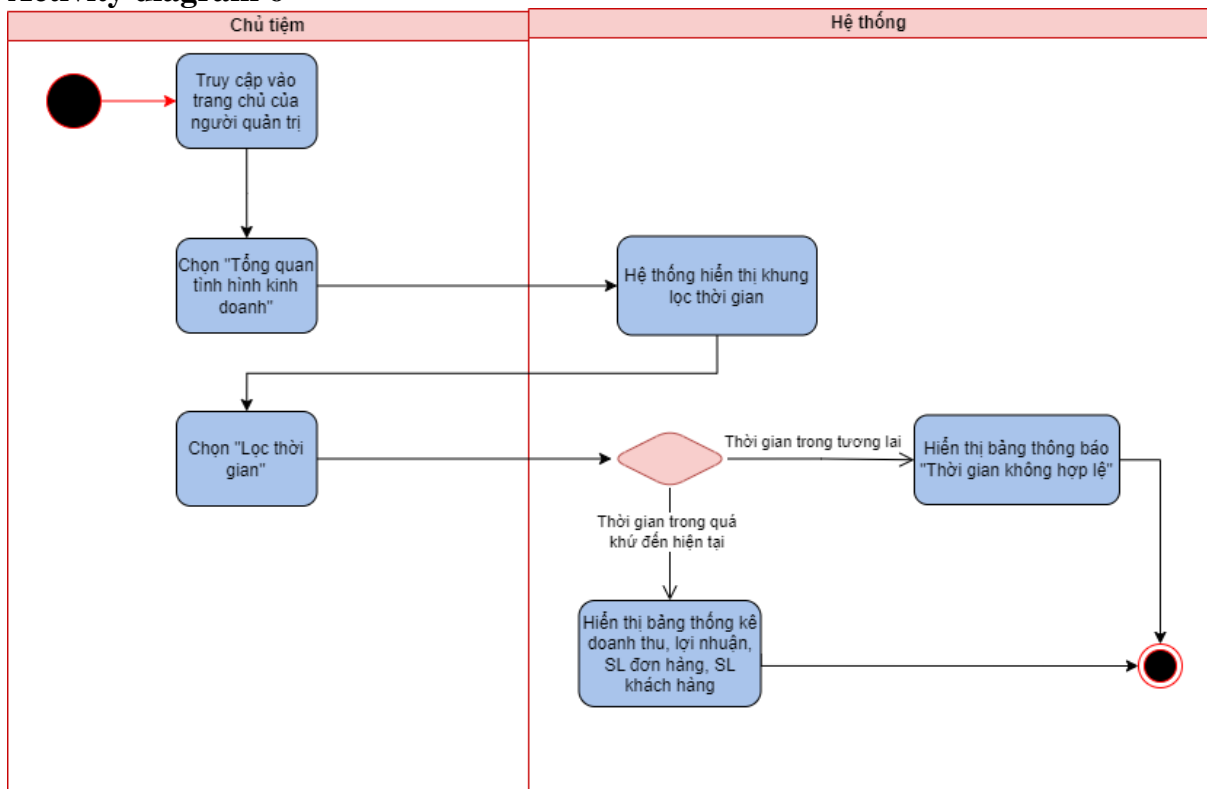 Activity diagram 6
Chủ tiệm
Hệ thống
Truy cập vào
trang chủ của
người quản trị
Chọn "Tổng quan
tình hình kinh
doanh"
Hệ thống hiển thị khung
lọc thời gian
Chọn "Lọc thời
gian"
Thời gian trong tương lai
Hiển thị bảng thông báo
"Thời gian không hợp lệ"
Thời gian trong quá
khứ đến hiện tại
Hiển thị bảng thống kê
doanh thu, lợi nhuận,
SL đơn hàng, SL
khách hàng